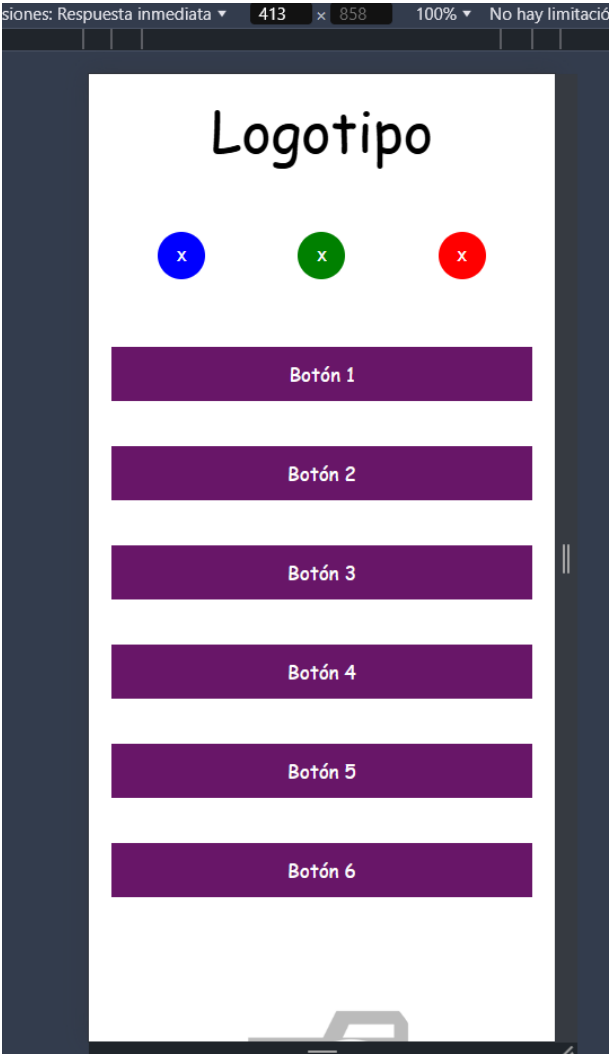 siones: Respuesta inmediata ▾ 413 × 858 100% ▾ No hay limitació
Logotipo
x x x
Botón 1
Botón 2
Botón 3
Botón 4
Botón 5
Botón 6